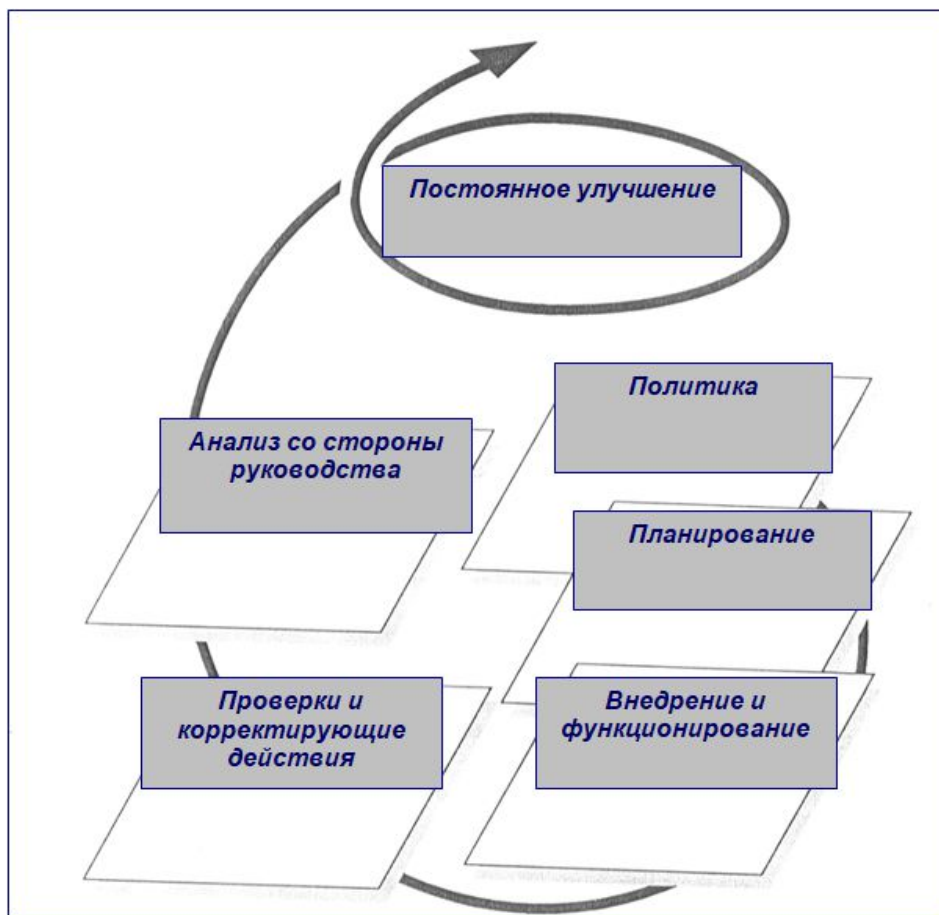 Постоянное улучшение
Политика
Анализ со стороны
руководства
Планирование
Проверки и
корректирующие
действия
Внедрение и
функционирование